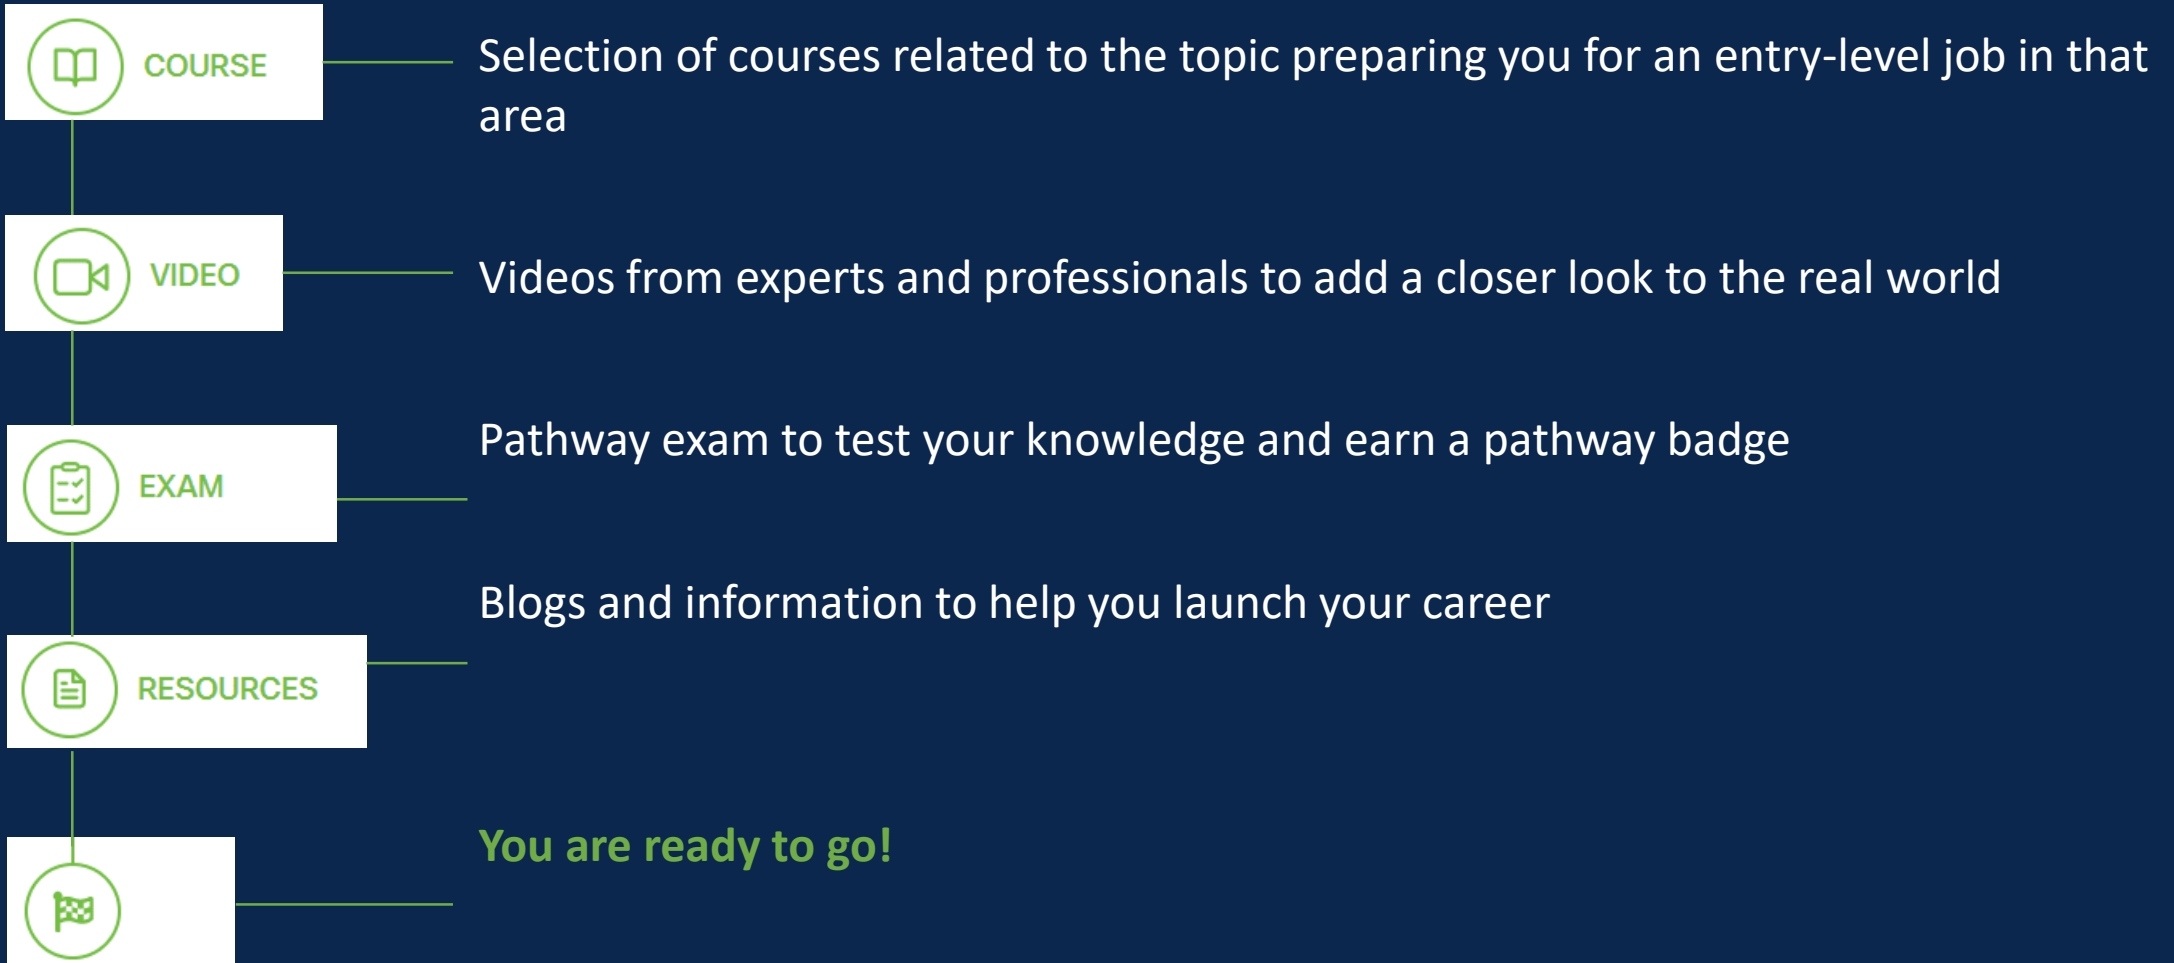 COURSE
Selection of courses related to the topic preparing you for an entry-level job in that
area
VIDEO
Videos from experts and professionals to add a closer look to the real world
EXAM
Pathway exam to test your knowledge and earn a pathway badge
RESOURCES
Blogs and information to help you launch your career
You are ready to go!